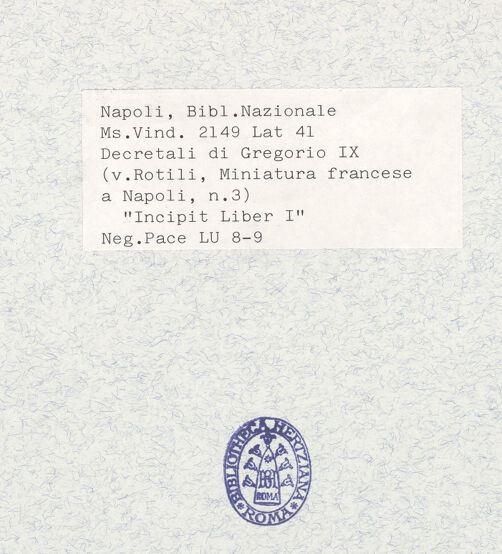 Napoli, Bibl.Nazionale
Ms.Vind. 2149 Lat 41
Decretali di Gregorio IX
(v.Rotili, Miniatura francese
a Napoli, n.3)
"Incipit Liber I"
Neg.Pace LU 8-9
BIBLIOTHECA HERTZIANA
ROMA
ROMA